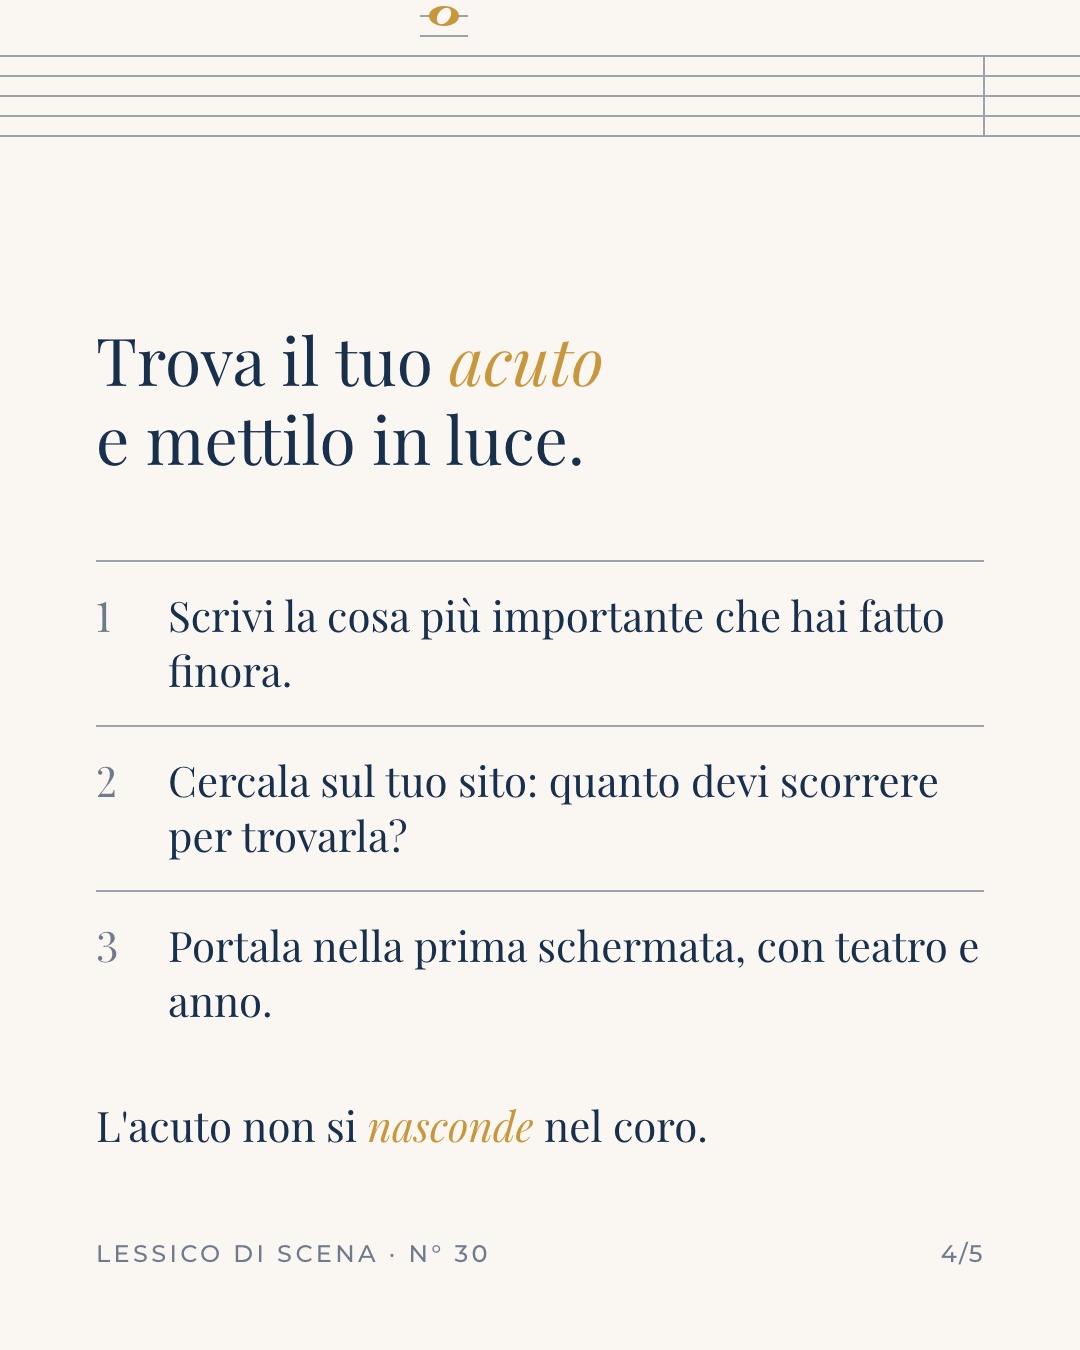 Trova il tuo acuto
e mettilo in luce.
1 Scrivi la cosa più importante che hai fatto
finora.
2 Cercala sul tuo sito: quanto devi scorrere
per trovarla?
3 Portala nella prima schermata, con teatro e
anno.
L'acuto non si nasconde nel coro.
LESSICO DI SCENA · N° 30 4/5